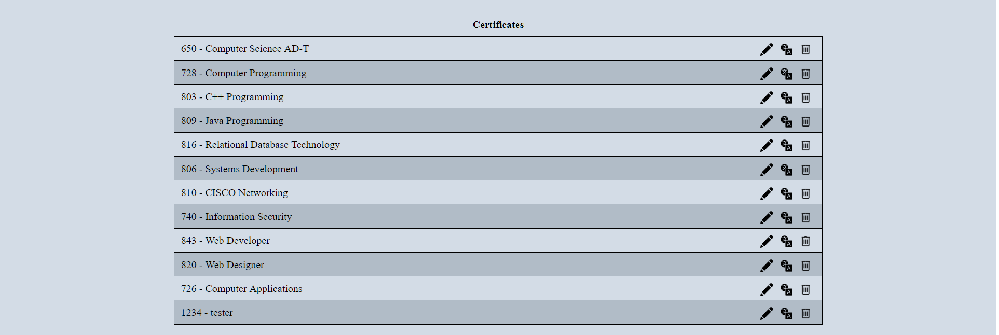 Certificates
650 - Computer Science AD-T
728 - Computer Programming
803 - C++ Programming
809 - Java Programming
816 - Relational Database Technology
806 - Systems Development
810 - CISCO Networking
740 - Information Security
843 - Web Developer
820 - Web Designer
726 - Computer Applications
1234 - tester